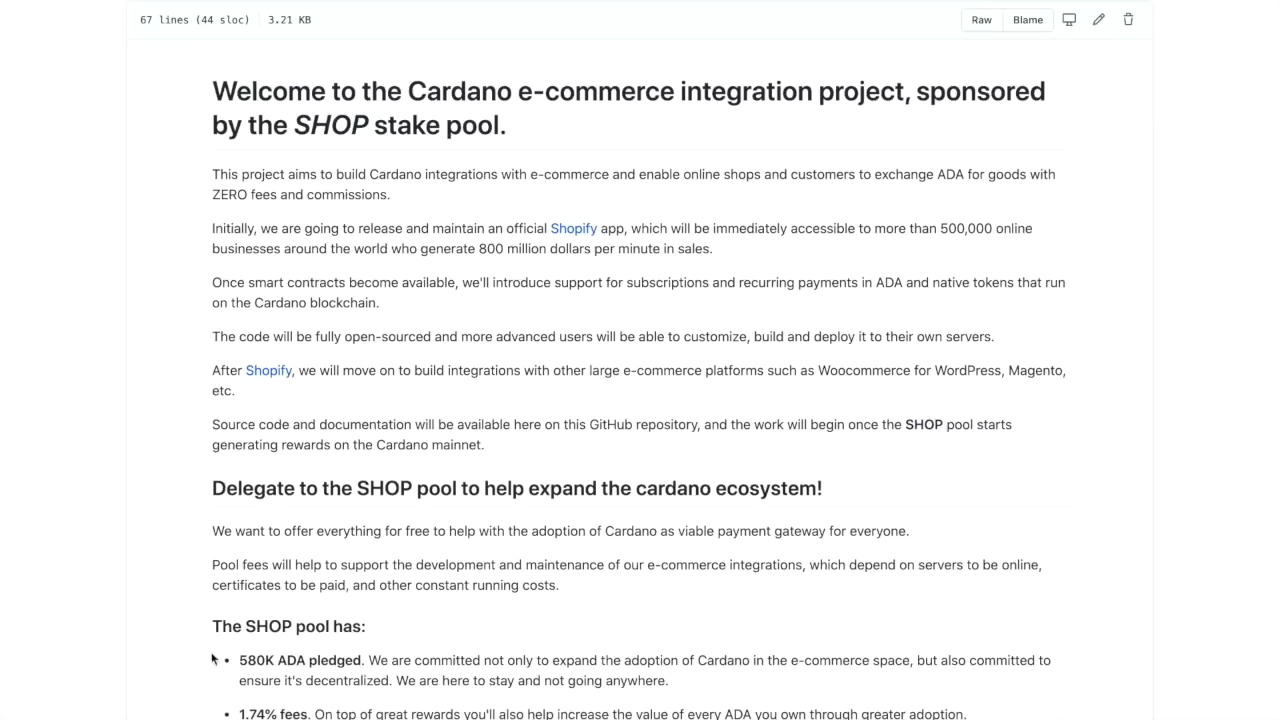 67 lines (44 sloc) 3.21 KB
Raw Blame
Welcome to the Cardano e-commerce integration project, sponsored
by the SHOP stake pool.
This project aims to build Cardano integrations with e-commerce and enable online shops and customers to exchange ADA for goods with
ZERO fees and commissions.
Initially, we are going to release and maintain an official Shopify app, which will be immediately accessible to more than 500,000 online
businesses around the world who generate 800 million dollars per minute in sales.
Once smart contracts become available, we'll introduce support for subscriptions and recurring payments in ADA and native tokens that run
on the Cardano blockchain.
The code will be fully open-sourced and more advanced users will be able to customize, build and deploy it to their own servers.
After Shopify, we will move on to build integrations with other large e-commerce platforms such as Woocommerce for WordPress, Magento,
etc.
Source code and documentation will be available here on this GitHub repository, and the work will begin once the SHOP pool starts
generating rewards on the Cardano mainnet.
Delegate to the SHOP pool to help expand the cardano ecosystem!
We want to offer everything for free to help with the adoption of Cardano as viable payment gateway for everyone.
Pool fees will help to support the development and maintenance of our e-commerce integrations, which depend on servers to be online,
certificates to be paid, and other constant running costs.
The SHOP pool has:
• 580K ADA pledged. We are committed not only to expand the adoption of Cardano in the e-commerce space, but also committed to
ensure it's decentralized. We are here to stay and not going anywhere.
• 1.74% fees. On top of great rewards you'll also help increase the value of every ADA you own through greater adoption.